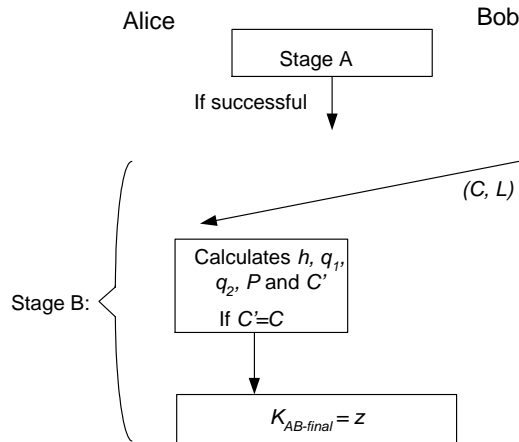 Alice Bob
Stage A
If successful
(C, L)
Calculates h, q1,
q2, P and C'
If C'=C
Stage B:
KAB-final = z